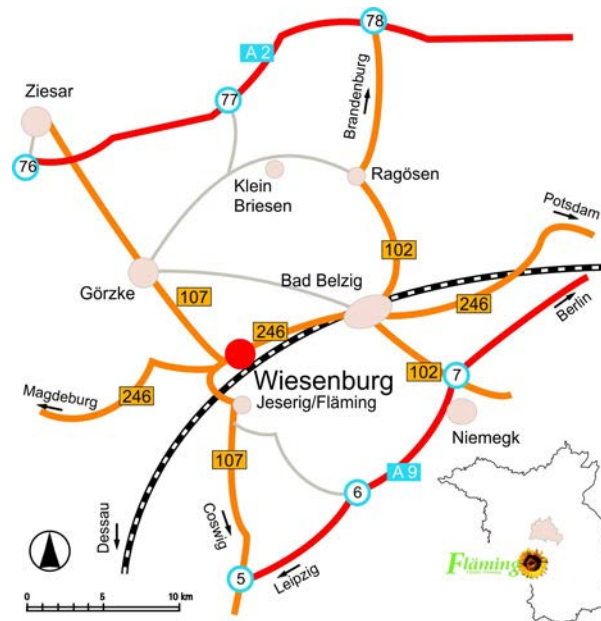 78
A 2
Ziesar
77
Brandenburg
76
Klein
Briesen
Ragösen
Potsdam
102
Görzke
107
Bad Belzig
246
246
Berlin
Wiesenburg
102
7
Magdeburg
246
Jeserig/Fläming
Niemegk
107
A 9
6
Dessau
Coswig
Fläming
5
Leipzig
0
10 km